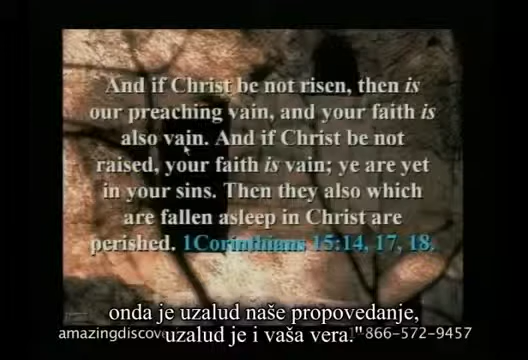 And if Christ be not risen, then is
our preaching vain, and your faith is
also vain. And if Christ be not
raised, your faith is vain; ye are yet
in your sins. Then they also which
are fallen asleep in Christ are
perished. 1Corinthians 15:14, 17, 18.
onda je uzalud naše propovedanje,
uzalud je i vaša vera."
amazingdiscov 866-572-9457